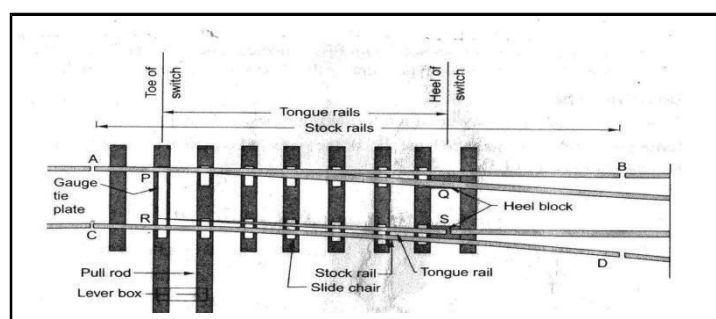 Toe of
switch
Heel of
switch
Tongue rails
Stock rails
A
B
P
Gauge
tie
plate
Q
Heel block
R
S
C
D
Pull rod
Stock rail
Tongue rail
Slide chair
Lever box